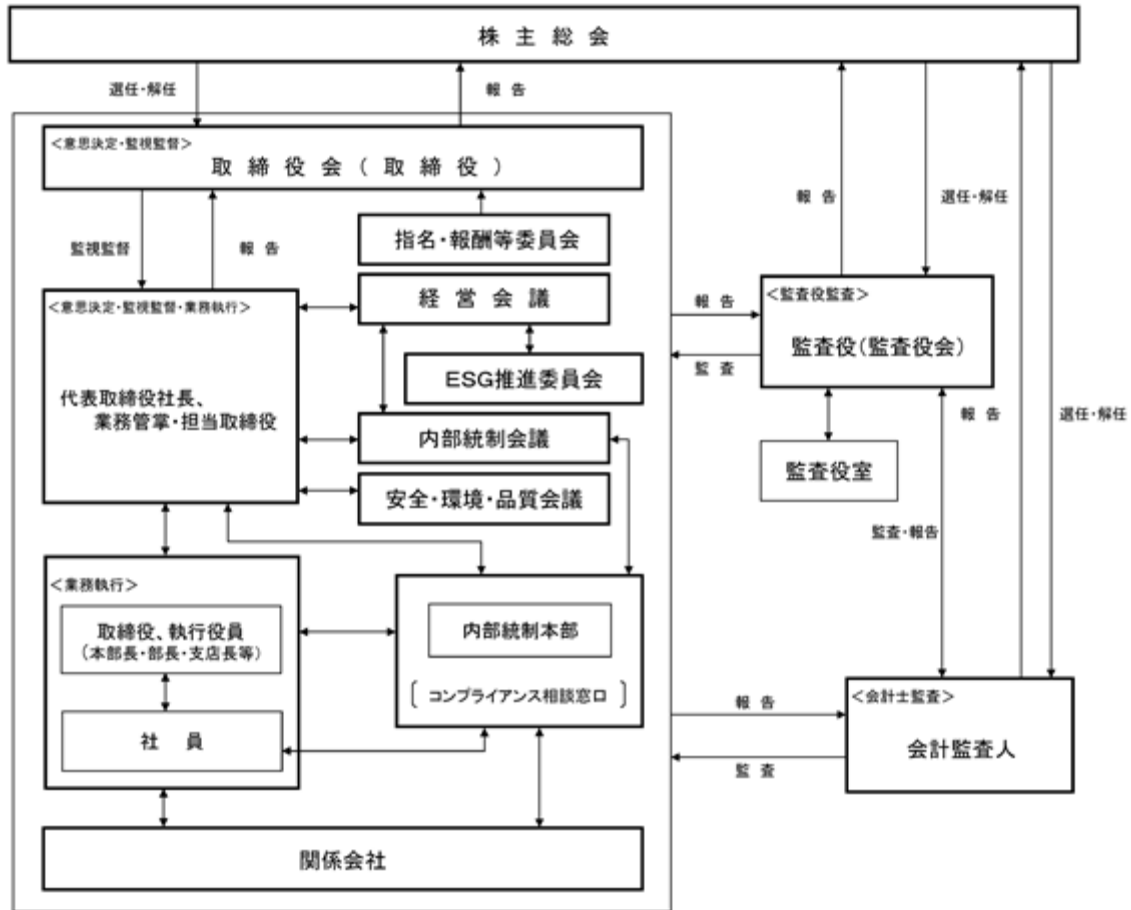 株主総会
選任・解任
報告
<意思決定・監視監督>
取締役会(取締役)
監視監督
報告
指名・報酬等委員会
経営会議
ESG推進委員会
内部統制会議
安全・環境・品質会議
<意思決定・監視監督・業務執行>
代表取締役社長、
業務管掌・担当取締役
<業務執行>
取締役、執行役員
(本部長・部長・支店長等)
社員
内部統制本部
〔コンプライアンス相談窓口〕
関係会社
報告
選任・解任
報告
監査
<監査役監査>
監査役(監査役会)
監査役室
報告
選任・解任
監査・報告
報告
監査
<会計士監査>
会計監査人